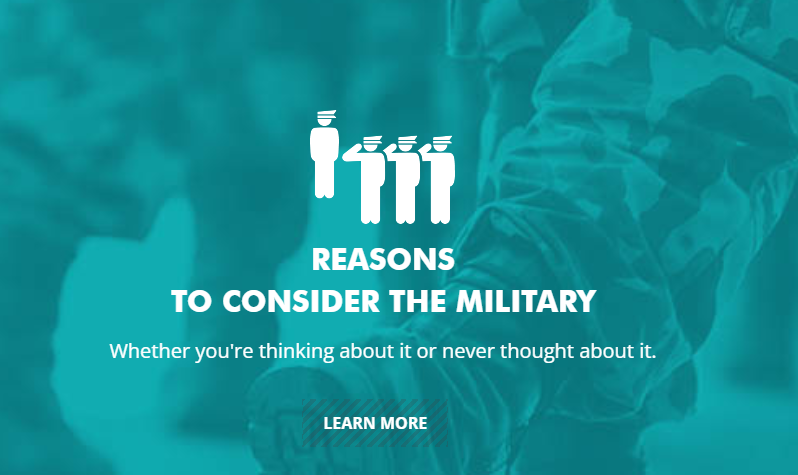 REASONS
TO CONSIDER THE MILITARY
Whether you're thinking about it or never thought about it.
LEARN MORE